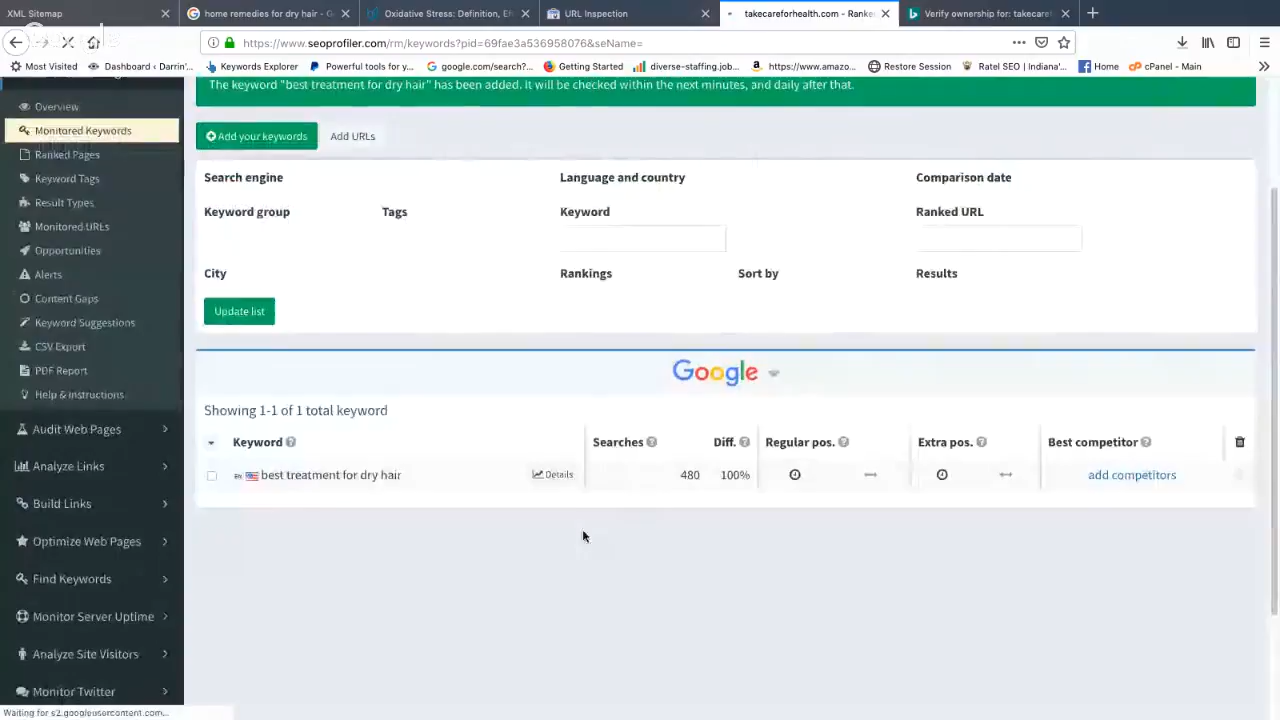 XML Sitemap
home remedies for dry hair - G
Oxidative Stress: Definition, Ef
URL Inspection
takecareforhealth.com - Ranke
Verify ownership for: takecaref
https://www.seoprofiler.com/rm/keywords?pid=69fae3a536958076&seName=
Most Visited
Dashboard ‹ Darrin'...
Keywords Explorer
Powerful tools for y...
google.com/search?...
Getting Started
diverse-staffing.job...
https://www.amazo...
Restore Session
Ratel SEO | Indiana'...
Home
cPanel - Main
The keyword "best treatment for dry hair" has been added. It will be checked within the next minutes, and daily after that.
Overview
Monitored Keywords
Ranked Pages
Keyword Tags
Result Types
Monitored URLs
Opportunities
Alerts
Content Gaps
Keyword Suggestions
CSV Export
PDF Report
Help & Instructions
Audit Web Pages
Analyze Links
Build Links
Optimize Web Pages
Find Keywords
Monitor Server Uptime
Analyze Site Visitors
Monitor Twitter
Add your keywords Add URLs
Search engine Language and country Comparison date
Keyword group Tags Keyword Ranked URL
City Rankings Sort by Results
Update list
Google
Showing 1-1 of 1 total keyword
Keyword Searches Diff. Regular pos. Extra pos. Best competitor
best treatment for dry hair Details 480 100% add competitors
Waiting for s2.googleusercontent.com...